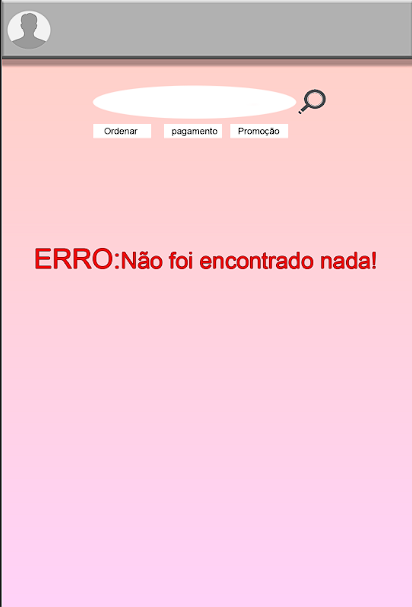 Ordenar pagamento Promoção
ERRO:Não foi encontrado nada!